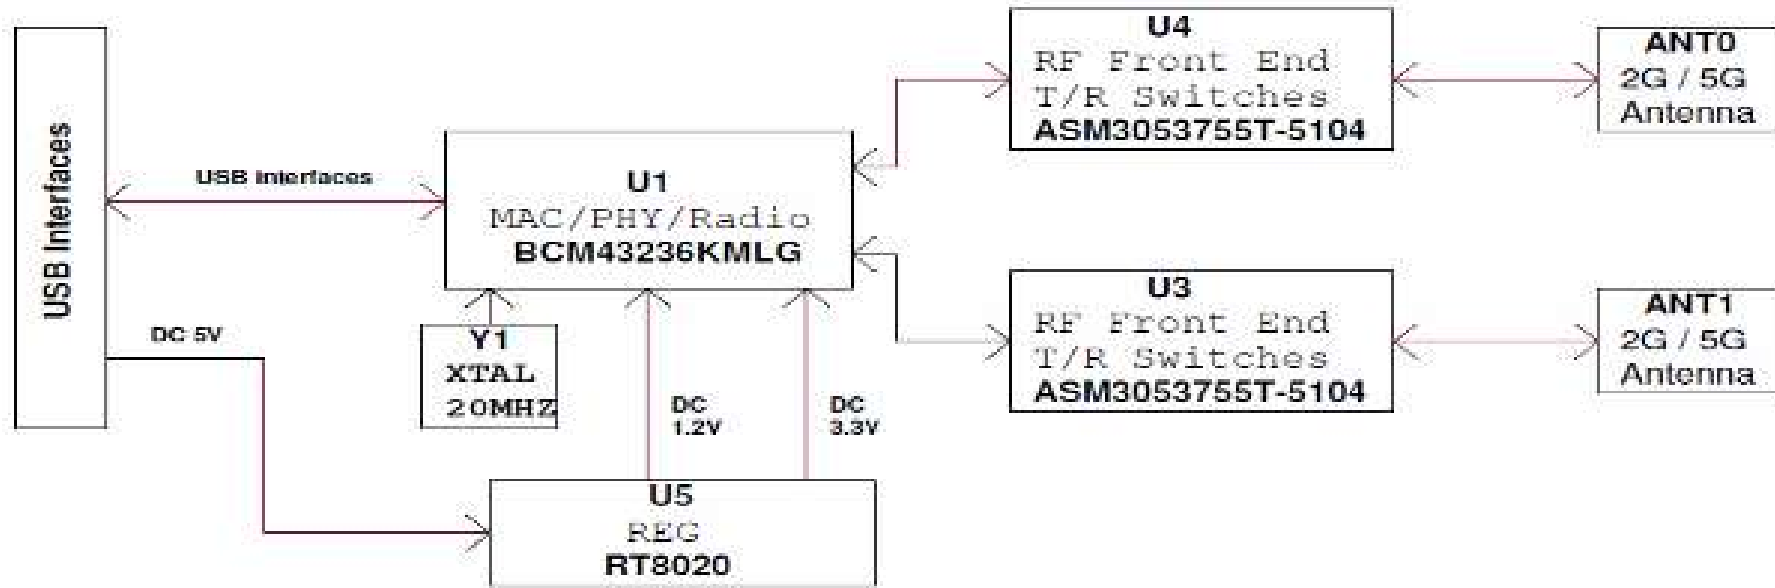 USB Interfaces
USB interfaces
DC 5V
U1
MAC/PHY/Radio
BCM43236KMLG
Y1
XTAL
20MHZ
DC
1.2V
DC
3.3V
U5
REG
RT8020
U4
RF Front End
T/R Switches
ASM3053755T-5104
ANT0
2G / 5G
Antenna
U3
RF Front End
T/R Switches
ASM3053755T-5104
ANT1
2G / 5G
Antenna